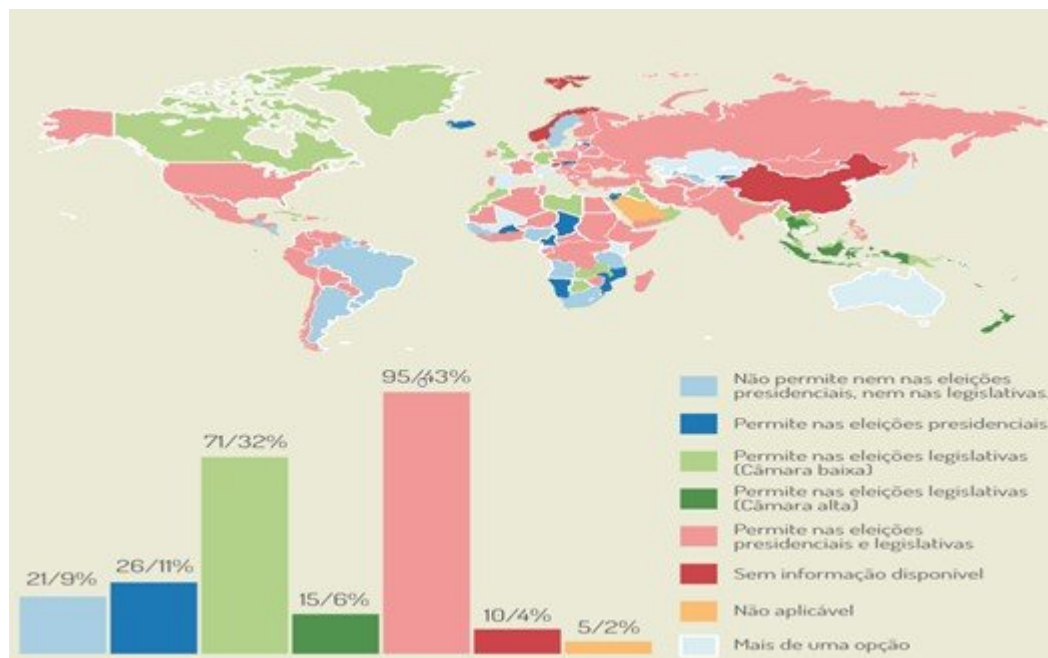 95/43%
71/32%
21/9%
26/11%
15/6%
10/4%
5/2%
Não permite nem nas eleições
presidenciais, nem nas legislativas.
Permite nas eleições presidenciais
Permite nas eleições legislativas
(Câmara baixa)
Permite nas eleições legislativas
(Câmara alta)
Permite nas eleições
presidenciais e legislativas
Sem informação disponível
Não aplicável
Mais de uma opção